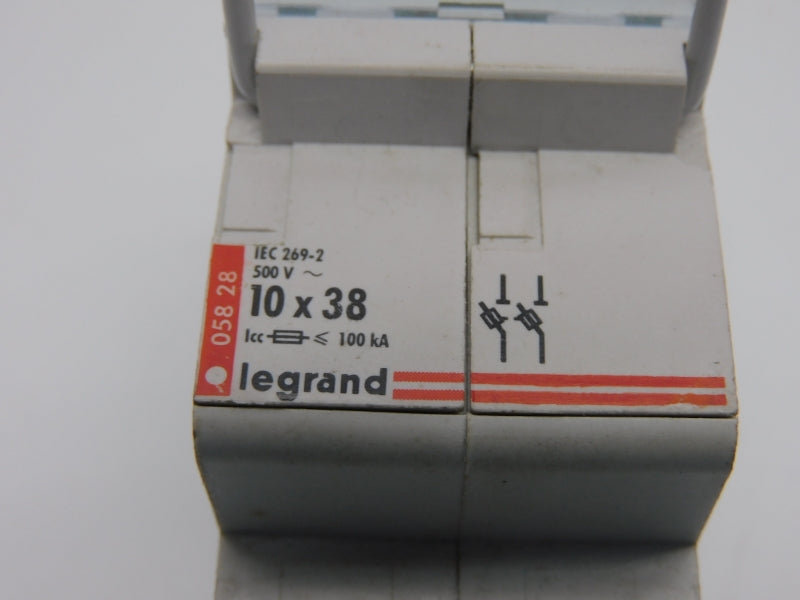 058 28
IEC 269-2
500 V ~
10 x 38
Icc ≤ 100 kA
legrand